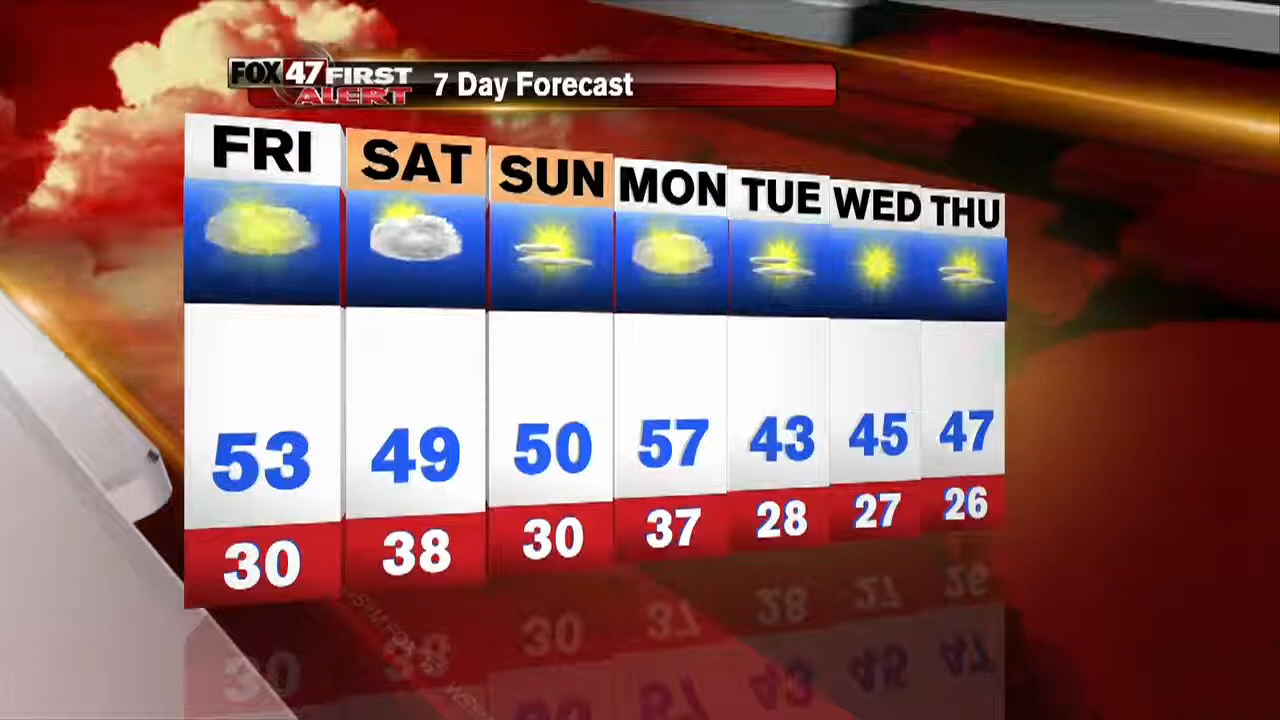 FOX 47 FIRST
ALERT
7 Day Forecast
FRI SAT SUN MON TUE WED THU
53 49 50 57 43 45 47
30 38 30 37 28 27 26